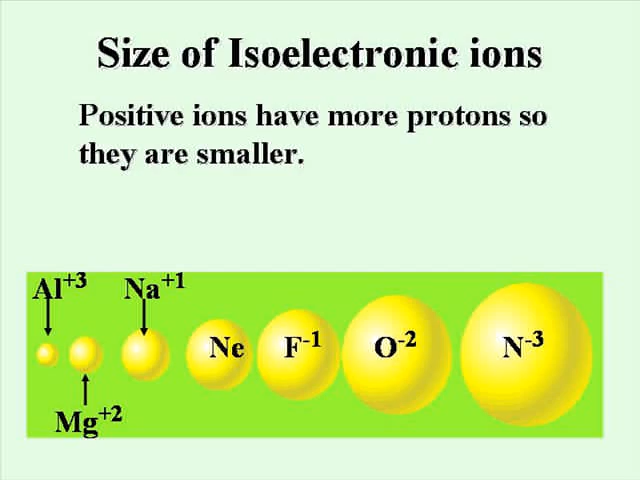 Size of Isoelectronic ions
Positive ions have more protons so
they are smaller.
Al+3 Na+1
Ne F-1 O-2 N-3
Mg+2